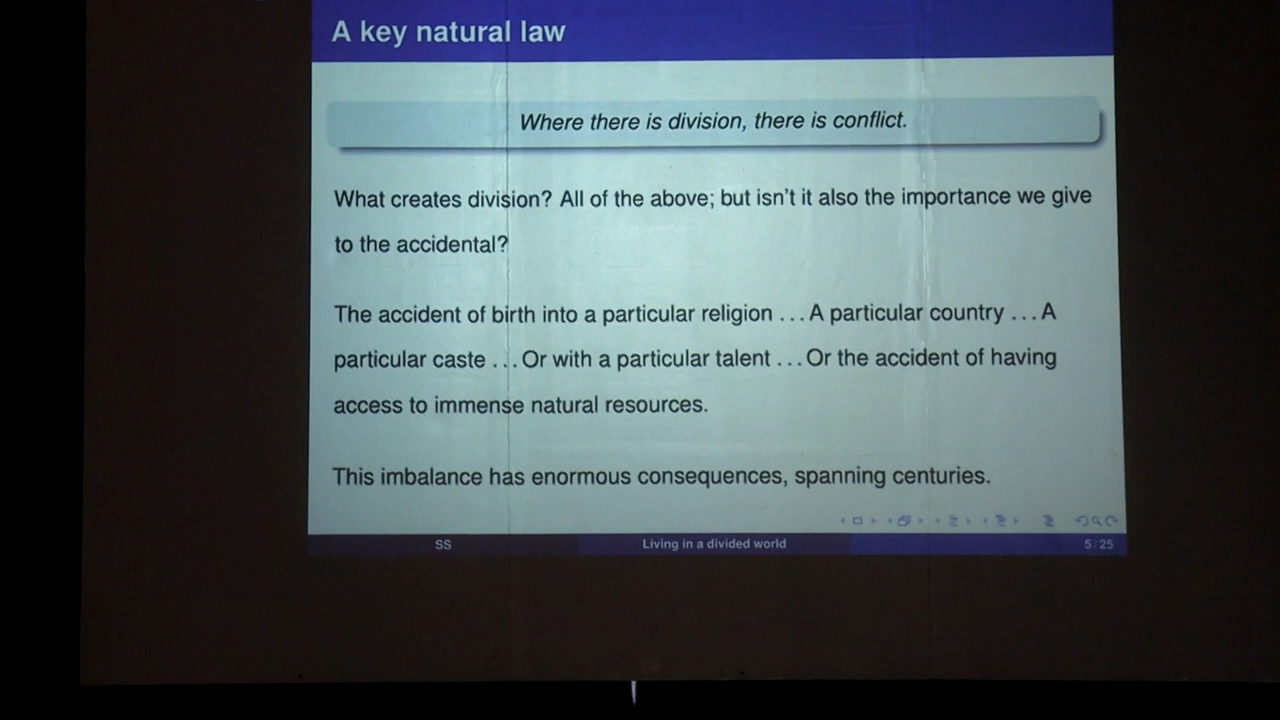 A key natural law
Where there is division, there is conflict.
What creates division? All of the above; but isn't it also the importance we give
to the accidental?
The accident of birth into a particular religion ... A particular country ... A
particular caste ... Or with a particular talent ... Or the accident of having
access to immense natural resources.
This imbalance has enormous consequences, spanning centuries.
SS
Living in a divided world
5/25